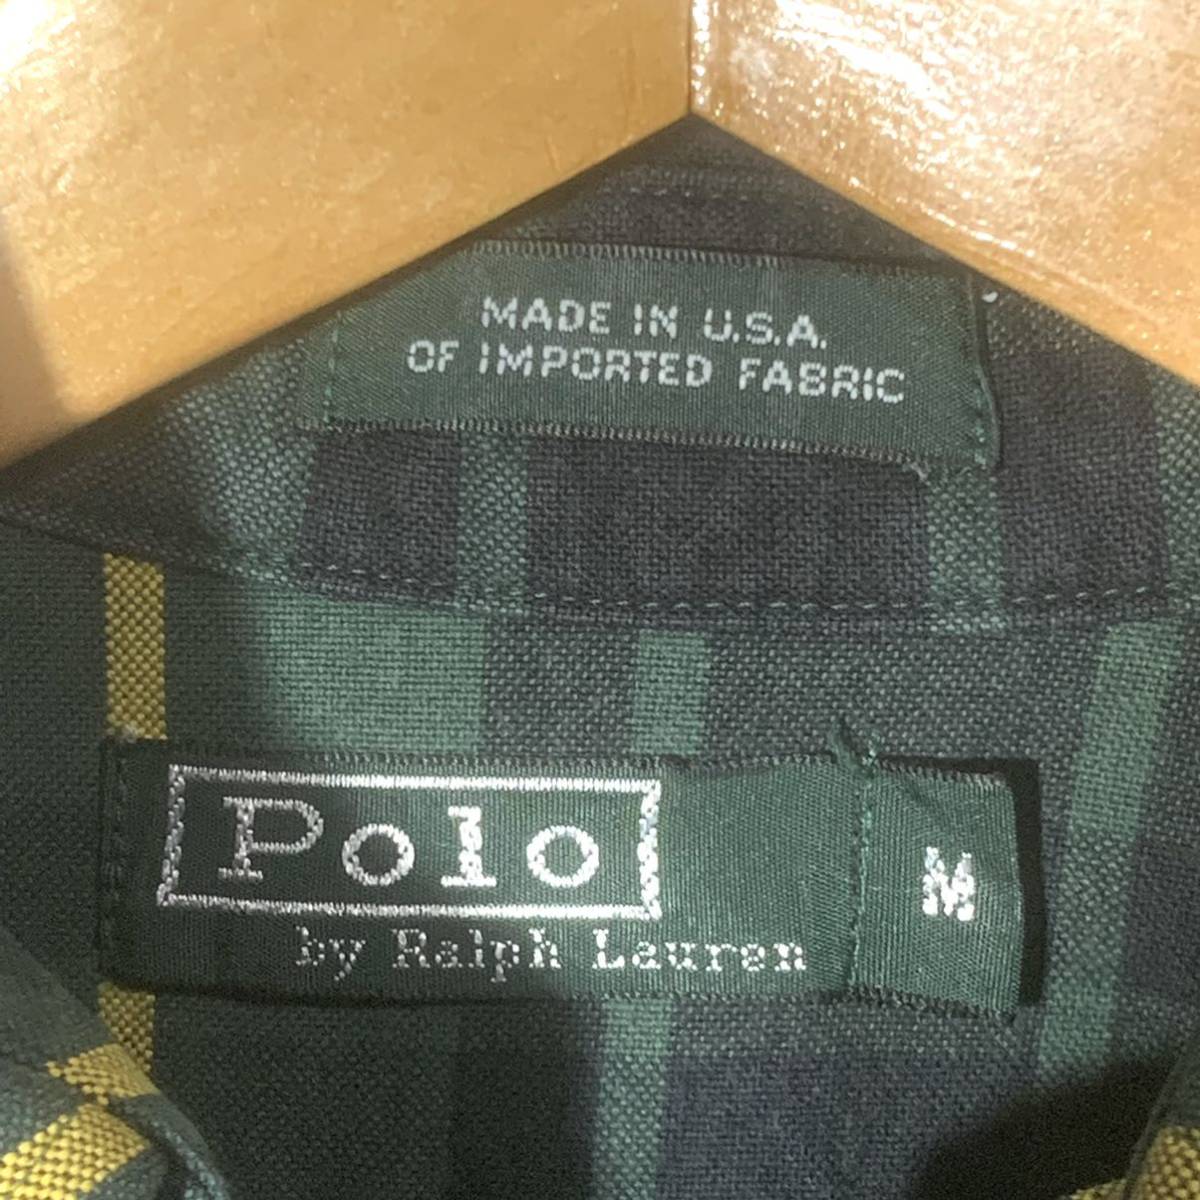 MADE IN U.S.A.
OF IMPORTED FABRIC
Polo
by Ralph Lauren
M